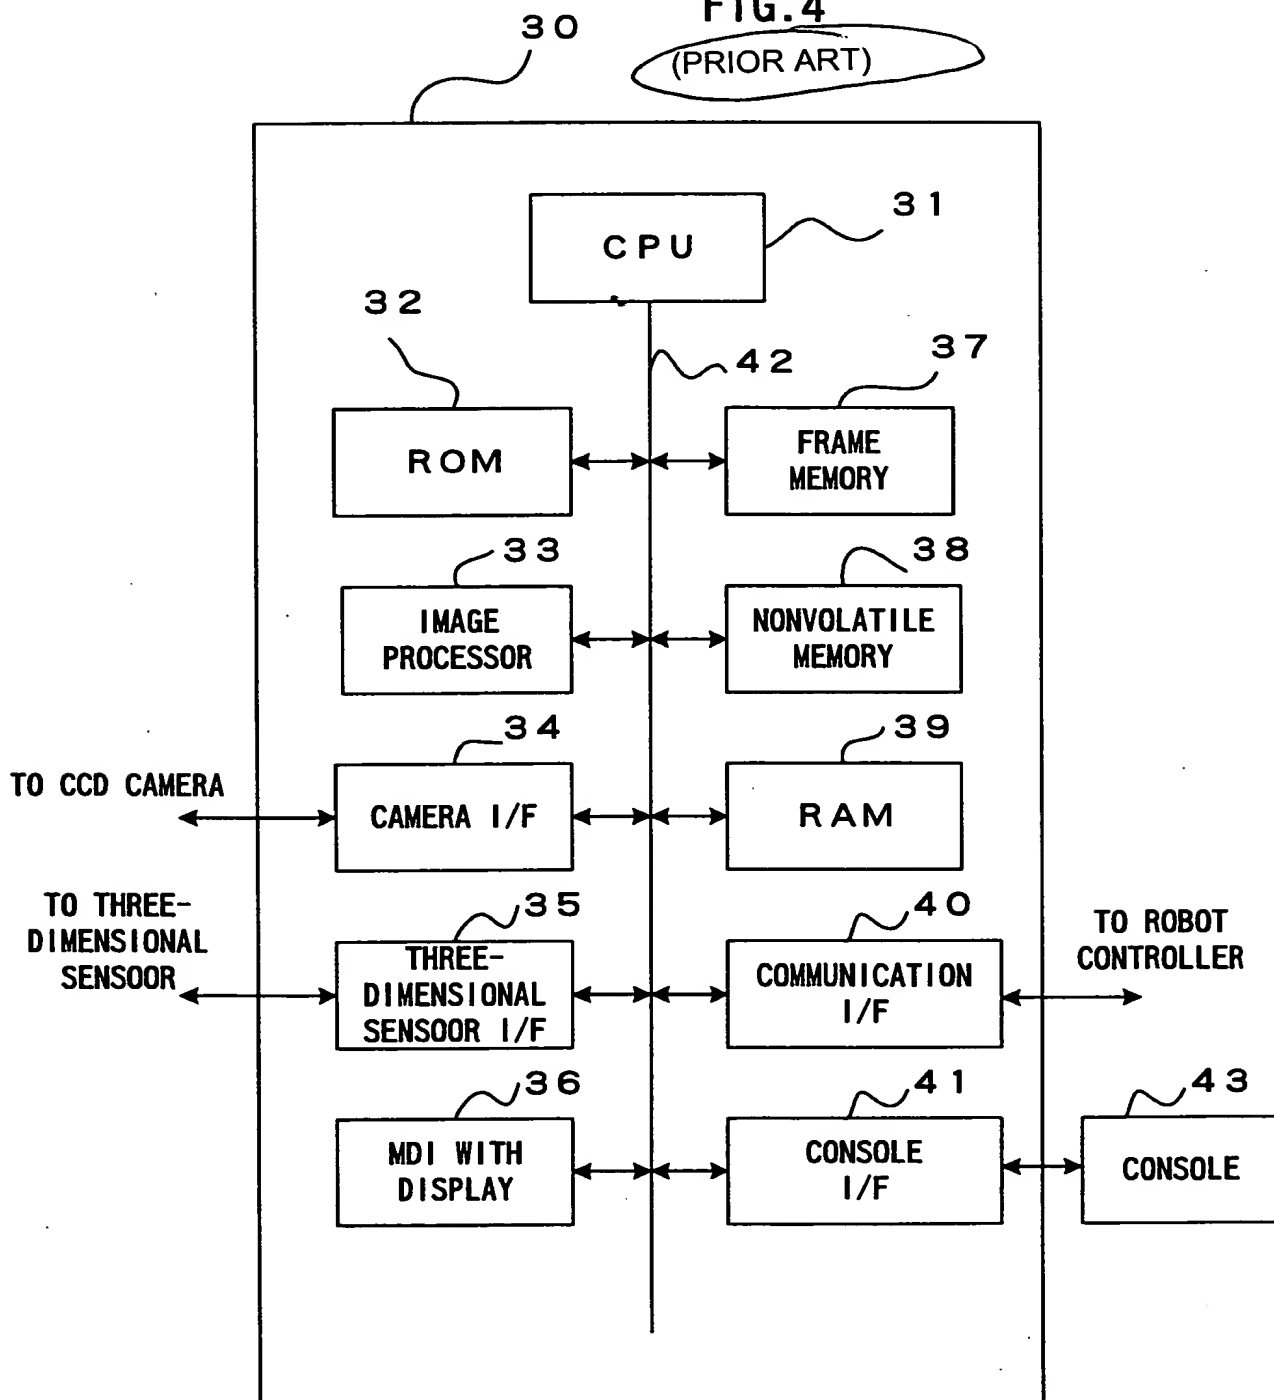 FIG.4
(PRIOR ART)
30
CPU
31
32
42
37
ROM
FRAME
MEMORY
33
38
IMAGE
PROCESSOR
NONVOLATILE
MEMORY
34
39
TO CCD CAMERA
CAMERA I/F
RAM
TO THREE-
DIMENSIONAL
SENSOOR
35
THREE-
DIMENSIONAL
SENSOOR I/F
40
COMMUNICATION
I/F
TO ROBOT
CONTROLLER
36
MDI WITH
DISPLAY
41
CONSOLE
I/F
43
CONSOLE